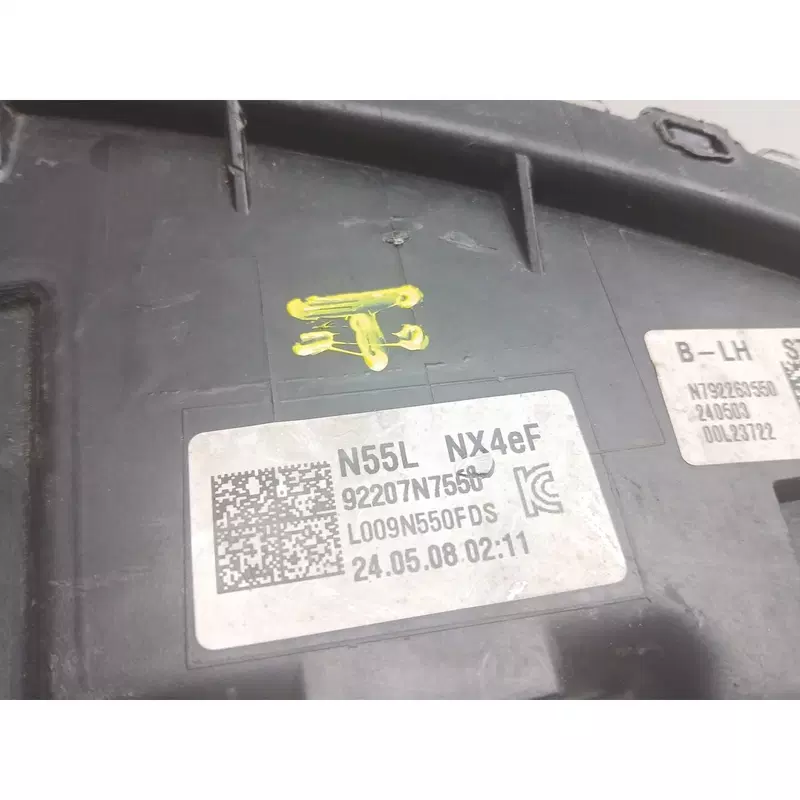 N55L NX4eF
92207N7550
L009N550FDS
24.05.08.02:11
B-LH
N792263550
240503
00L23722